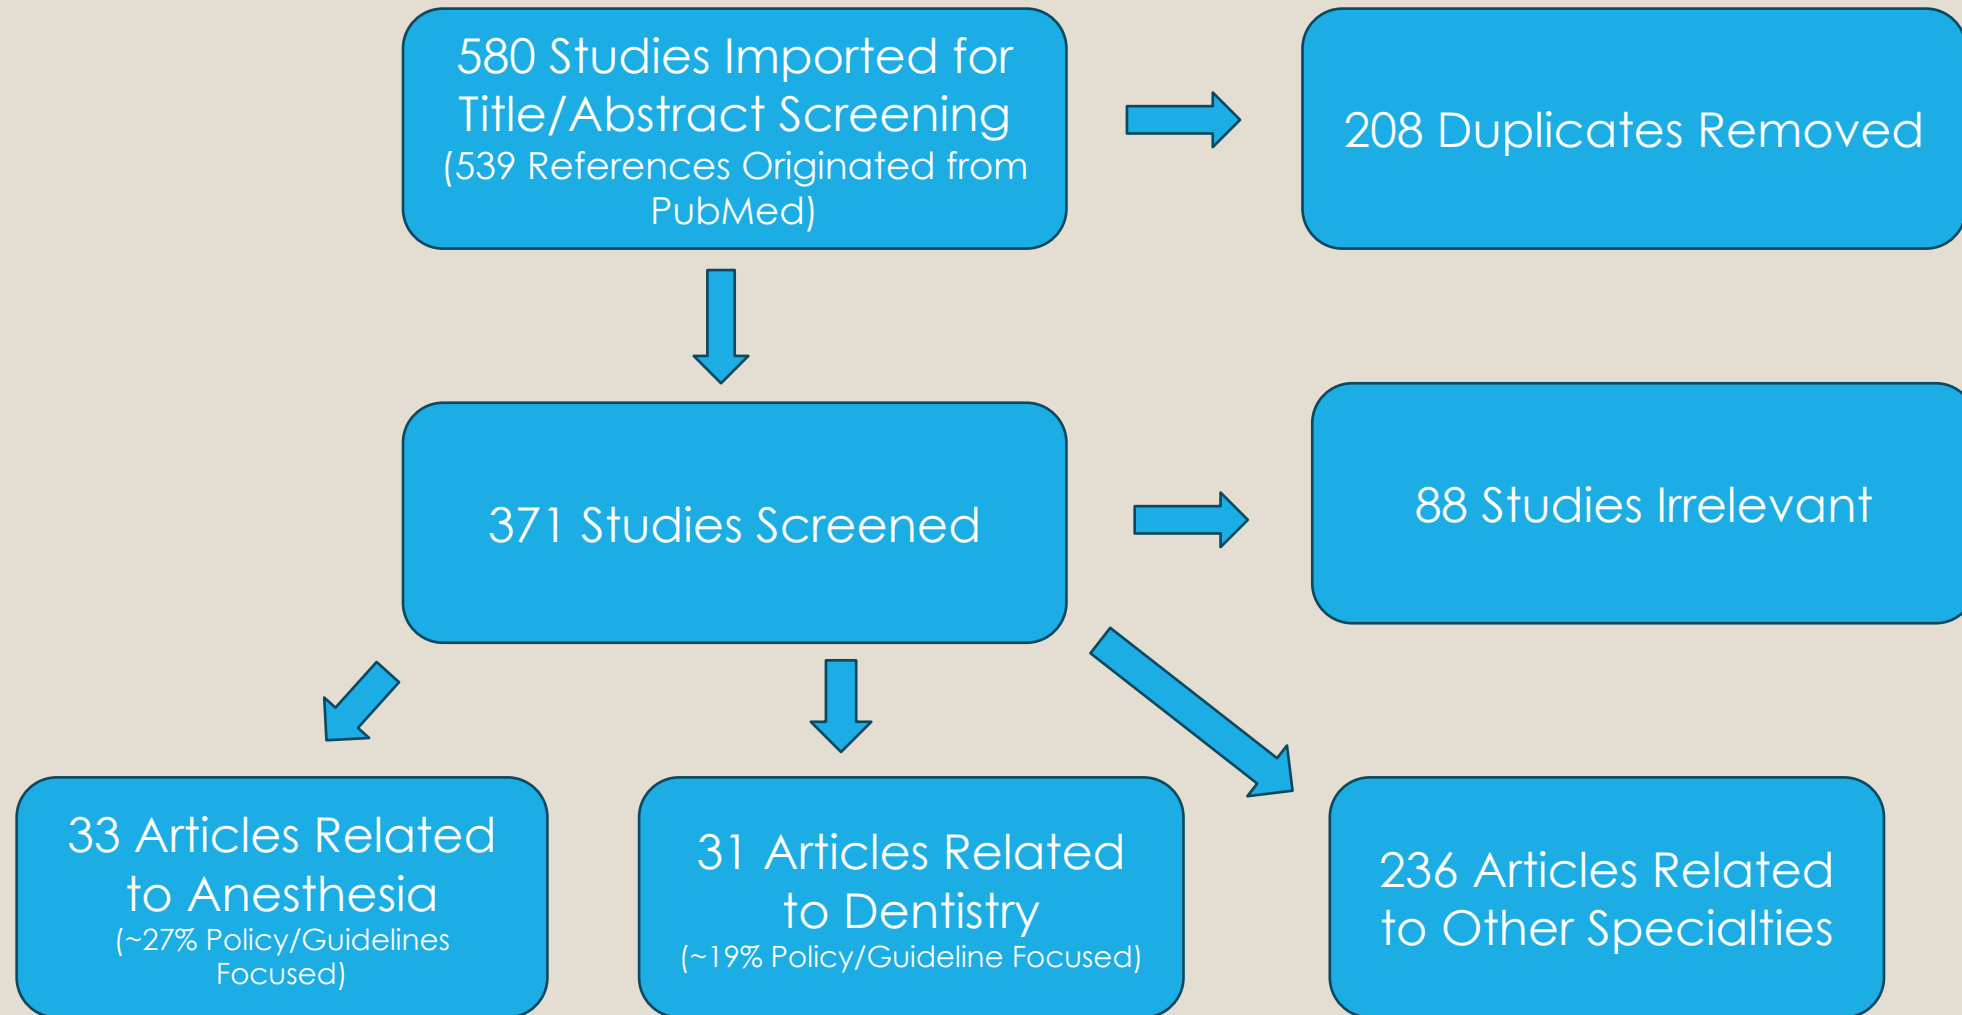 580 Studies Imported for
Title/Abstract Screening
(539 References Originated from
PubMed)
208 Duplicates Removed
371 Studies Screened
88 Studies Irrelevant
33 Articles Related
to Anesthesia
(~27% Policy/Guidelines
Focused)
31 Articles Related
to Dentistry
(~19% Policy/Guideline Focused)
236 Articles Related
to Other Specialties